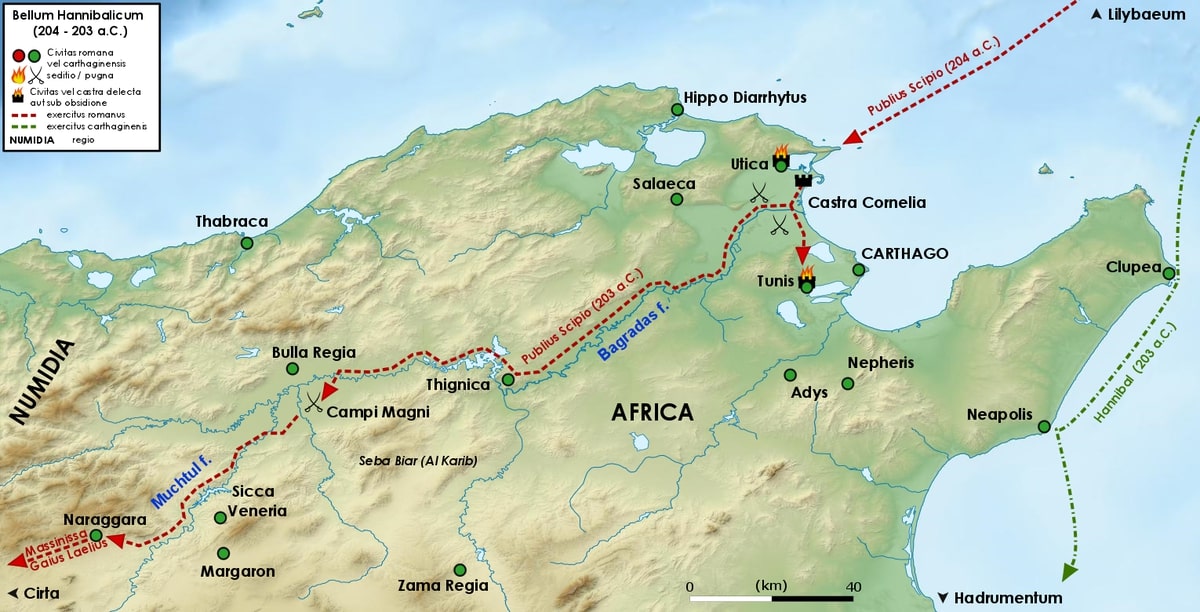 Bellum Hannibalicum
(204 - 203 a.C.)
Civitas romana
vel carthaginensis
seditio / pugna
Civitas vel castra delecta
aut sub obsidione
exercitus romanus
exercitus carthaginenis
NUMIDIA regio
Lilybaeum
Publius Scipio (204 a.C.)
Hippo Diarrhytus
Utica
Salaeca
Castra Cornelia
Thabraca
CARTHAGO
Clupea
Tunis
Publius Scipio (203 a.C.)
Bagradas f.
Hannibal (203 a.C.)
NUMIDIA
Bulla Regia
Thignica
Nepheris
Adys
Campi Magni
AFRICA
Neapolis
Seba Biar (Al Karib)
Muchtul f.
Sicca
Veneria
Naraggara
Massinissa
Gaius Laelius
Margaron
Zama Regia
Cirta
0 (km) 40
Hadrumentum